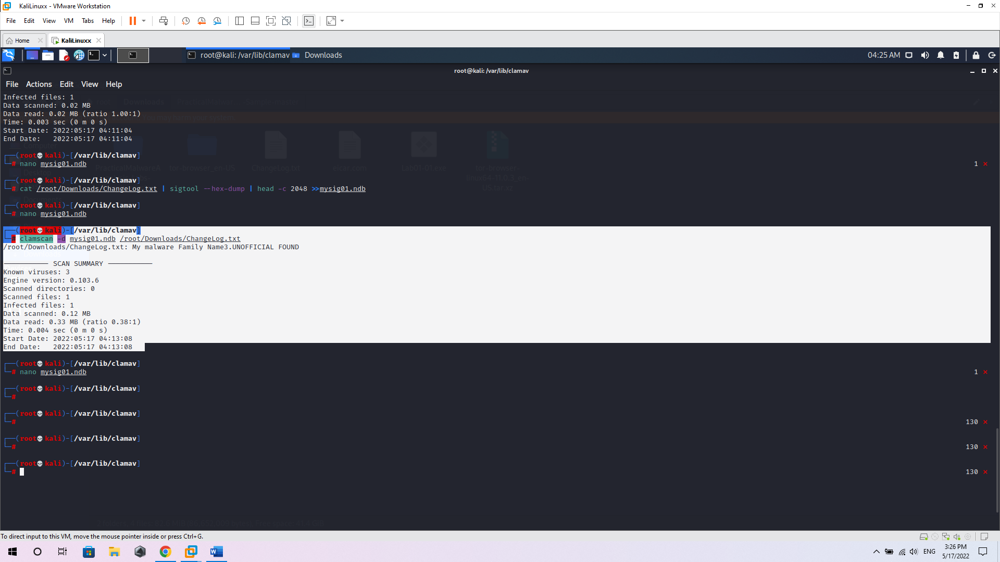 KaliLinuxx - VMware Workstation
File Edit View VM Tabs Help
Home KaliLinuxx
root@kali: /var/lib/clamav Downloads 04:25 AM
root@kali: /var/lib/clamav
File Actions Edit View Help
Infected files: 1
Data scanned: 0.02 MB
Data read: 0.02 MB (ratio 1.00:1)
Time: 0.003 sec (0 m 0 s)
Start Date: 2022:05:17 04:11:04
End Date:   2022:05:17 04:11:04
┌──(root💀kali)-[/var/lib/clamav]
└─# nano mysig01.ndb 1 ⨯
┌──(root💀kali)-[/var/lib/clamav]
└─# cat /root/Downloads/ChangeLog.txt | sigtool --hex-dump | head -c 2048 >>mysig01.ndb
┌──(root💀kali)-[/var/lib/clamav]
└─# nano mysig01.ndb
┌──(root💀kali)-[/var/lib/clamav]
└─# clamscan -d mysig01.ndb /root/Downloads/ChangeLog.txt
/root/Downloads/ChangeLog.txt: My malware Family Name3.UNOFFICIAL FOUND
----------- SCAN SUMMARY -----------
Known viruses: 3
Engine version: 0.103.6
Scanned directories: 0
Scanned files: 1
Infected files: 1
Data scanned: 0.12 MB
Data read: 0.33 MB (ratio 0.38:1)
Time: 0.004 sec (0 m 0 s)
Start Date: 2022:05:17 04:13:08
End Date:   2022:05:17 04:13:08
┌──(root💀kali)-[/var/lib/clamav]
└─# nano mysig01.ndb 1 ⨯
┌──(root💀kali)-[/var/lib/clamav]
└─#
┌──(root💀kali)-[/var/lib/clamav]
└─# 130 ⨯
┌──(root💀kali)-[/var/lib/clamav]
└─# 130 ⨯
┌──(root💀kali)-[/var/lib/clamav]
└─# 130 ⨯
To direct input to this VM, move the mouse pointer inside or press Ctrl+G.
ENG 3:26 PM
5/17/2022